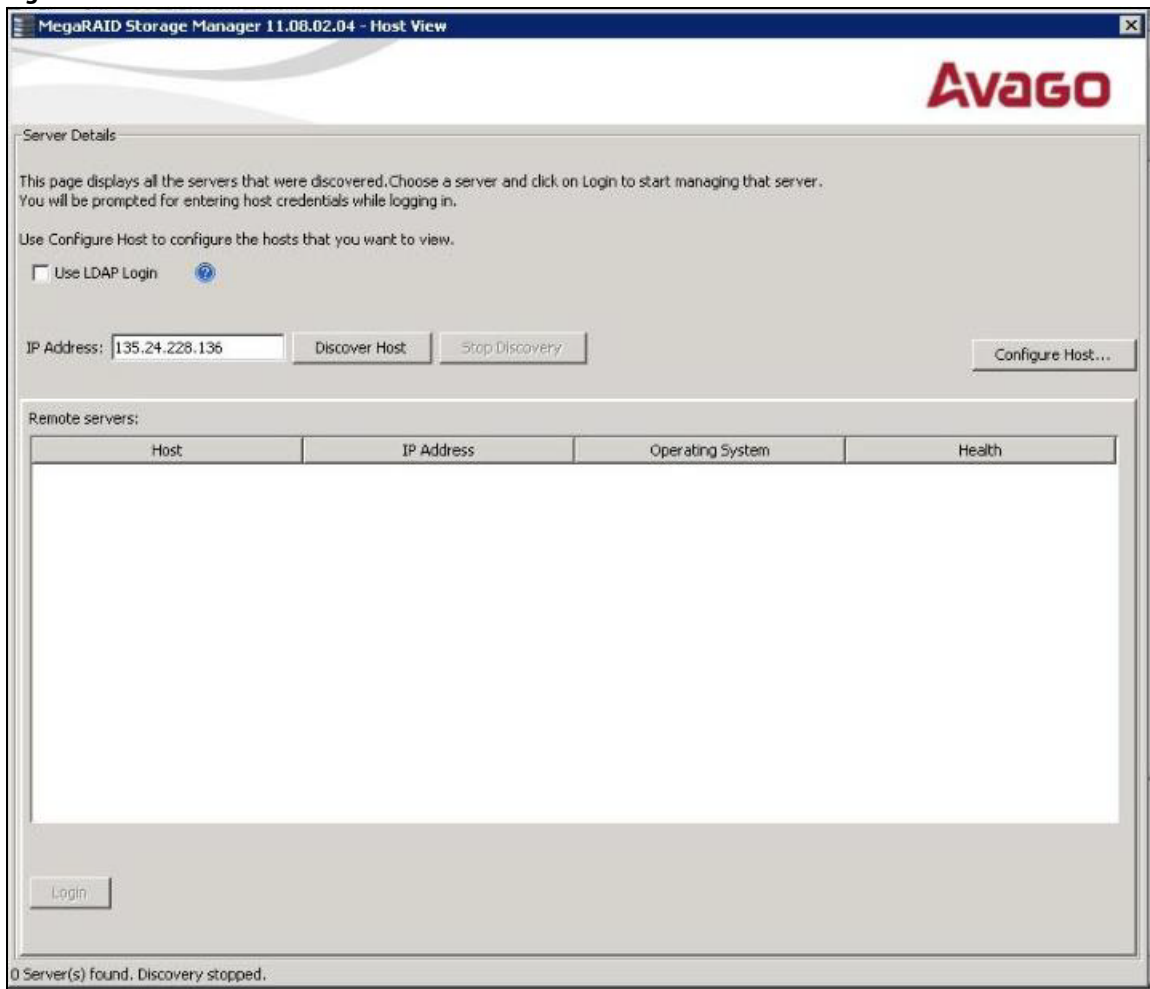 MegaRAID Storage Manager 11.08.02.04 - Host View
Avago
Server Details
This page displays all the servers that were discovered.Choose a server and click on Login to start managing that server.
You will be prompted for entering host credentials while logging in.
Use Configure Host to configure the hosts that you want to view.
Use LDAP Login
IP Address: 135.24.228.136 Discover Host Stop Discovery Configure Host...
Remote servers:
Host IP Address Operating System Health
Login
0 Server(s) found. Discovery stopped.